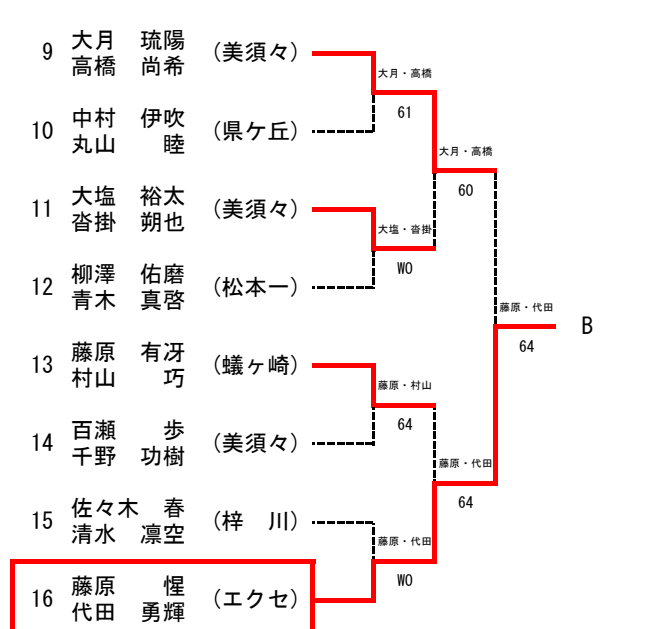 9 大月 琉陽 (美須々)
高橋 尚希
大月・高橋
61
10 中村 伊吹 (県ケ丘)
丸山 睦
大月・高橋
60
11 大塩 裕太 (美須々)
沓掛 朔也
大塩・沓掛
WO
12 柳澤 佑磨 (松本一)
青木 真啓
藤原・代田
64
B
13 藤原 有冴 (蟻ヶ崎)
村山 巧
藤原・村山
64
14 百瀬 歩 (美須々)
千野 功樹
藤原・代田
64
15 佐々木 春 (梓 川)
清水 凛空
藤原・代田
WO
16 藤原 惺 (エクセ)
代田 勇輝